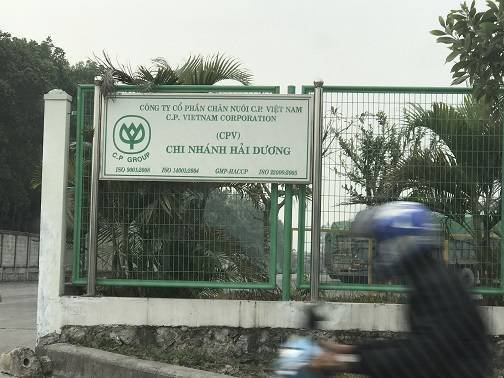 CÔNG TY CỔ PHẦN CHĂN NUÔI C.P. VIỆT NAM
C.P. VIETNAM CORPORATION
(CPV)
CHI NHÁNH HẢI DƯƠNG
C.P. GROUP
ISO 9001:2008 ISO 14001:2004 GMP-HACCP ISO 22000:2005